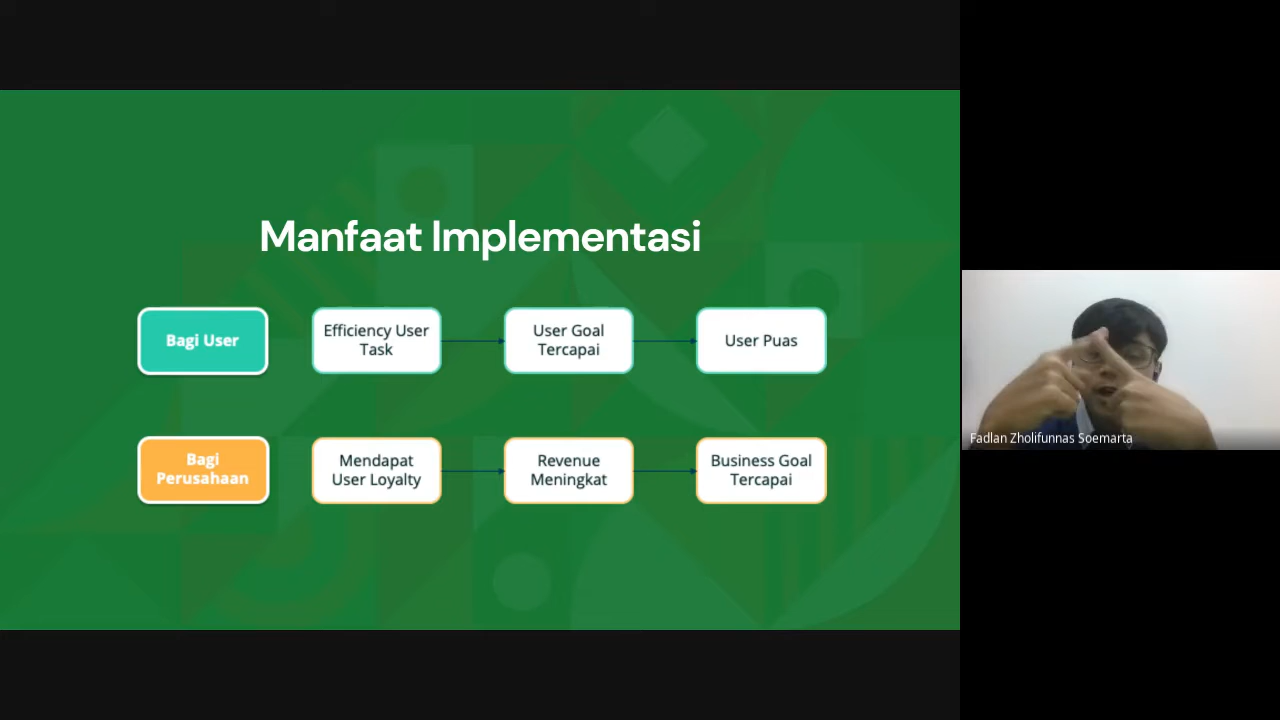 Manfaat Implementasi
Bagi User
Efficiency User
Task
User Goal
Tercapai
User Puas
Bagi
Perusahaan
Mendapat
User Loyalty
Revenue
Meningkat
Business Goal
Tercapai
Fadlan Zholifunnas Soemarta